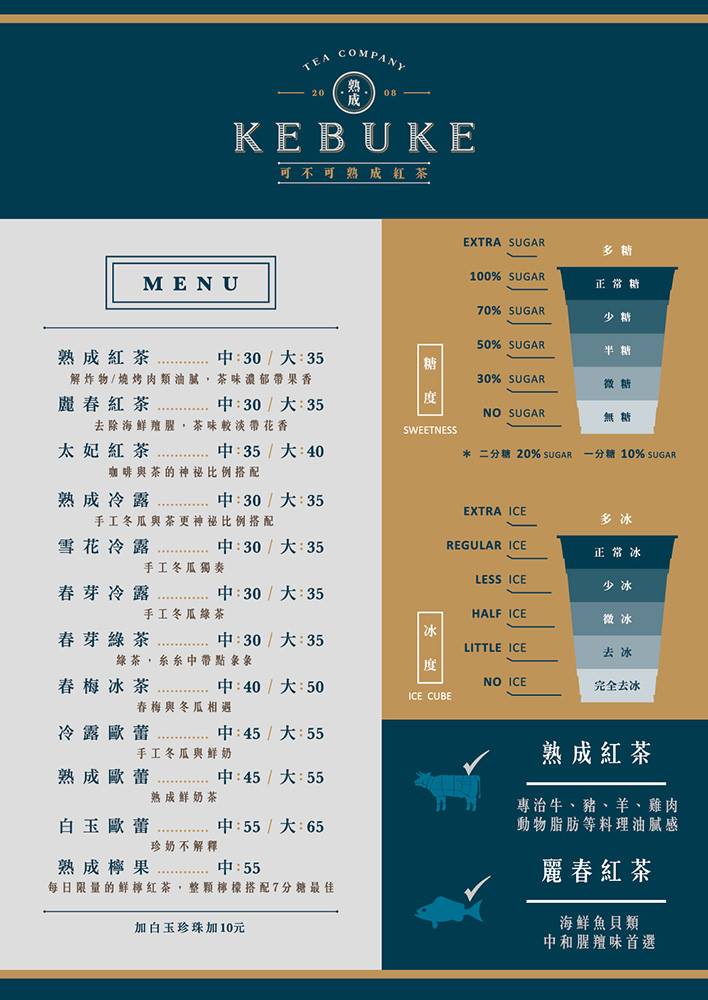 TEA COMPANY
20 熟成 08
KEBUKE
可不可熟成紅茶
MENU
熟成紅茶 ............ 中:30 / 大:35
解炸物/燒烤肉類油膩，茶味濃郁帶果香
麗春紅茶 ............ 中:30 / 大:35
去除海鮮羶腥，茶味較淡帶花香
太妃紅茶 ............ 中:35 / 大:40
咖啡與茶的神祕比例搭配
熟成冷露 ............ 中:30 / 大:35
手工冬瓜與茶更神祕比例搭配
雪花冷露 ............ 中:30 / 大:35
手工冬瓜獨奏
春芽冷露 ............ 中:30 / 大:35
手工冬瓜綠茶
春芽綠茶 ............ 中:30 / 大:35
綠茶，糸糸中帶點彖彖
春梅冰茶 ............ 中:40 / 大:50
春梅與冬瓜相遇
冷露歐蕾 ............ 中:45 / 大:55
手工冬瓜與鮮奶
熟成歐蕾 ............ 中:45 / 大:55
熟成鮮奶茶
白玉歐蕾 ............ 中:55 / 大:65
珍奶不解釋
熟成檸果 ............ 中:55
每日限量的鮮檸紅茶，整顆檸檬搭配7分糖最佳
加白玉珍珠加10元
糖度
SWEETNESS
EXTRA SUGAR 多糖
100% SUGAR 正常糖
70% SUGAR 少糖
50% SUGAR 半糖
30% SUGAR 微糖
NO SUGAR 無糖
* 二分糖 20% SUGAR 一分糖 10% SUGAR
冰度
ICE CUBE
EXTRA ICE 多冰
REGULAR ICE 正常冰
LESS ICE 少冰
HALF ICE 微冰
LITTLE ICE 去冰
NO ICE 完全去冰
熟成紅茶
專治牛、豬、羊、雞肉
動物脂肪等料理油膩感
麗春紅茶
海鮮魚貝類
中和腥羶味首選